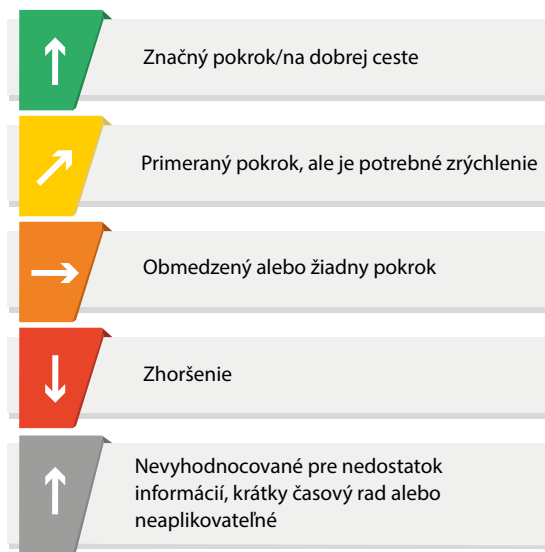 Značný pokrok/na dobrej ceste
Primeraný pokrok, ale je potrebné zrýchlenie
Obmedzený alebo žiadny pokrok
Zhoršenie
Nevyhodnocované pre nedostatok
informácií, krátky časový rad alebo
neaplikovateľné